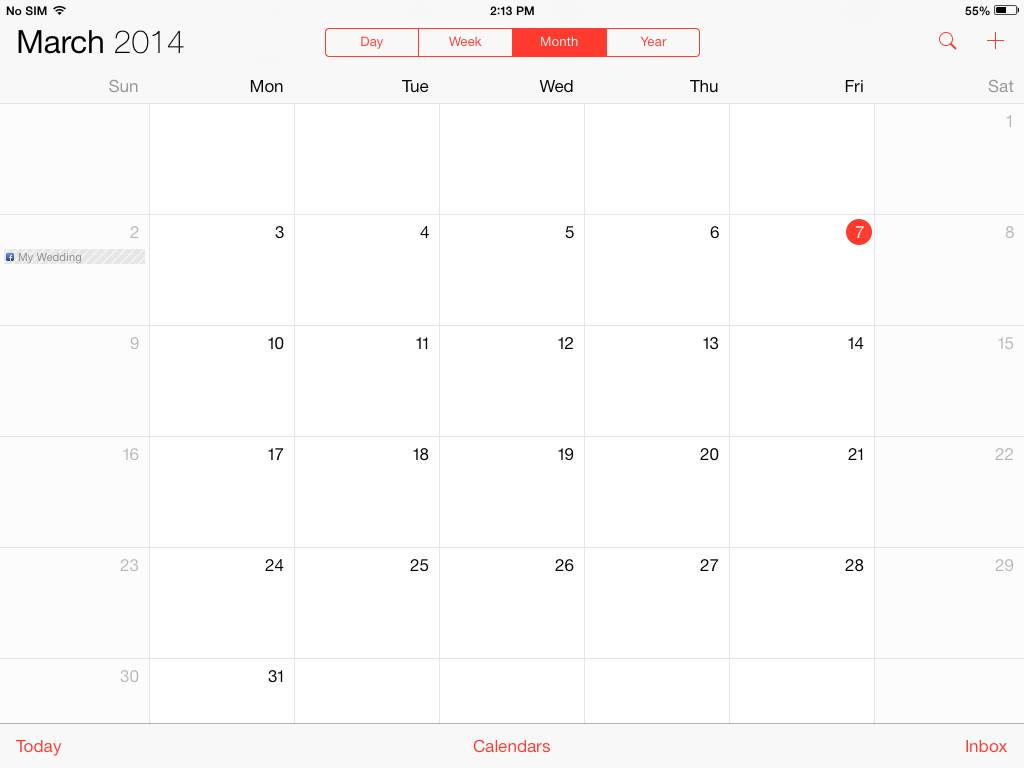 No SIM 2:13 PM 55%
March 2014 Day Week Month Year
Sun Mon Tue Wed Thu Fri Sat
1
2 3 4 5 6 7 8
My Wedding
9 10 11 12 13 14 15
16 17 18 19 20 21 22
23 24 25 26 27 28 29
30 31
Today Calendars Inbox